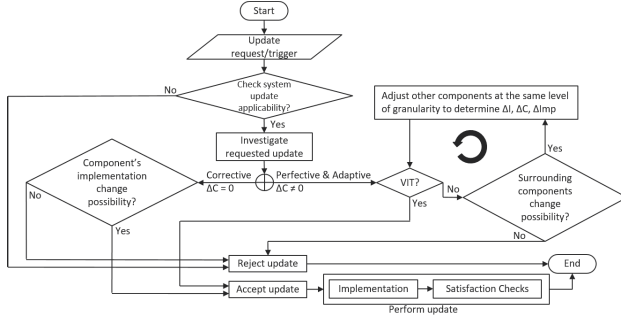 Start
Update
request/trigger
No
Check system
update
applicability?
Yes
Adjust other components at the same level
of granularity to determine ΔI, ΔC, ΔImp
Investigate
requested update
Component's
implementation
change
possibility?
Corrective
ΔC = 0
Perfective & Adaptive
ΔC ≠ 0
VIT?
No
Yes
Yes
Surrounding
components
change
possibility?
No
No
Yes
Reject update
End
Accept update
Implementation
Satisfaction Checks
Perform update